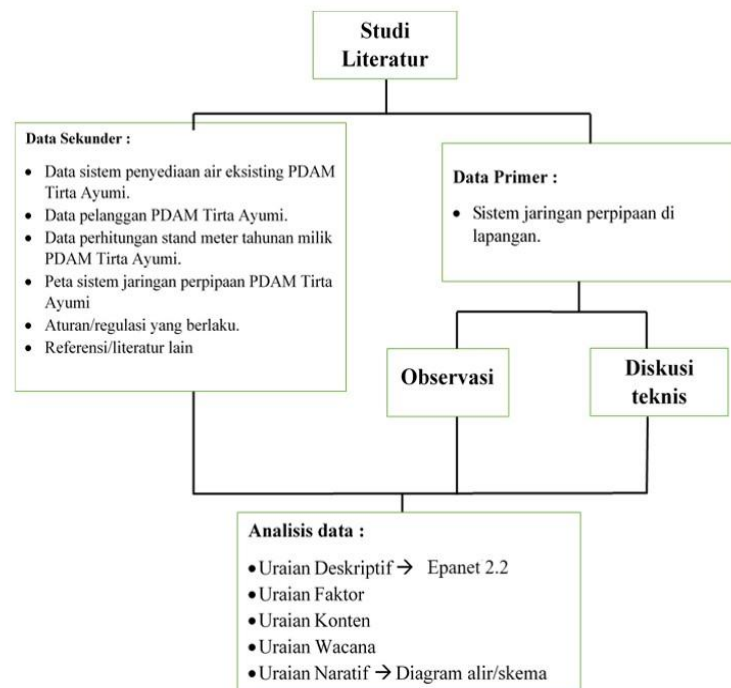 Studi
Literatur
Data Sekunder :
• Data sistem penyediaan air eksisting PDAM
Tirta Ayumi.
• Data pelanggan PDAM Tirta Ayumi.
• Data perhitungan stand meter tahunan milik
PDAM Tirta Ayumi.
• Peta sistem jaringan perpipaan PDAM Tirta
Ayumi
• Aturan/regulasi yang berlaku.
• Referensi/literatur lain
Data Primer :
• Sistem jaringan perpipaan di
lapangan.
Observasi
Diskusi
teknis
Analisis data :
• Uraian Deskriptif → Epanet 2.2
• Uraian Faktor
• Uraian Konten
• Uraian Wacana
• Uraian Naratif → Diagram alir/skema